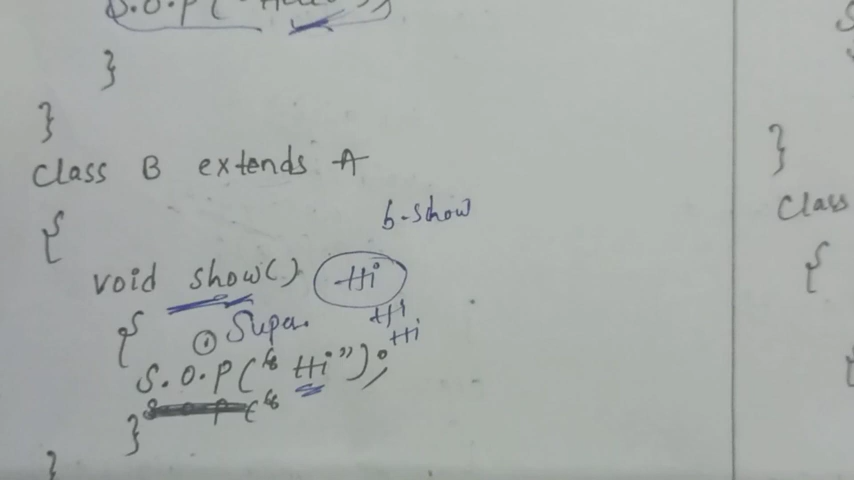 S.O.P("
}
}
class B extends A
{
b-show
void show() Hi
Hi
{ ① Super. Hi
S.O.P("Hi");
S.O.P("
}
}
}
Class
{